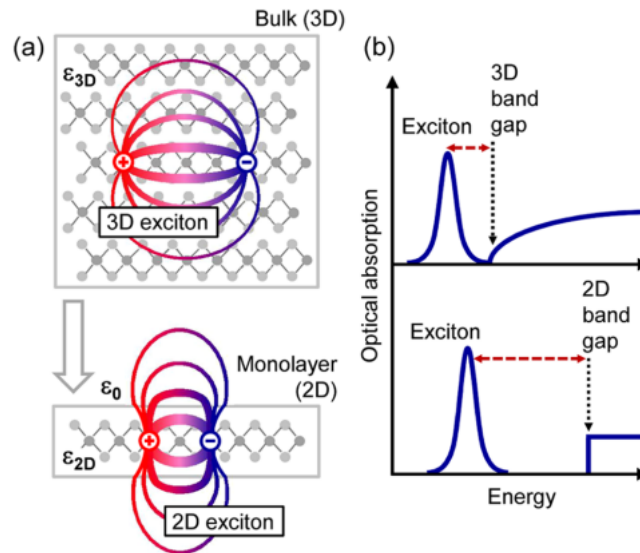 (a)
Bulk (3D)
ε3D
+
−
3D exciton
Monolayer
(2D)
ε0
ε2D
+
−
2D exciton
(b)
Optical absorption
Exciton
3D
band
gap
Exciton
2D
band
gap
Energy